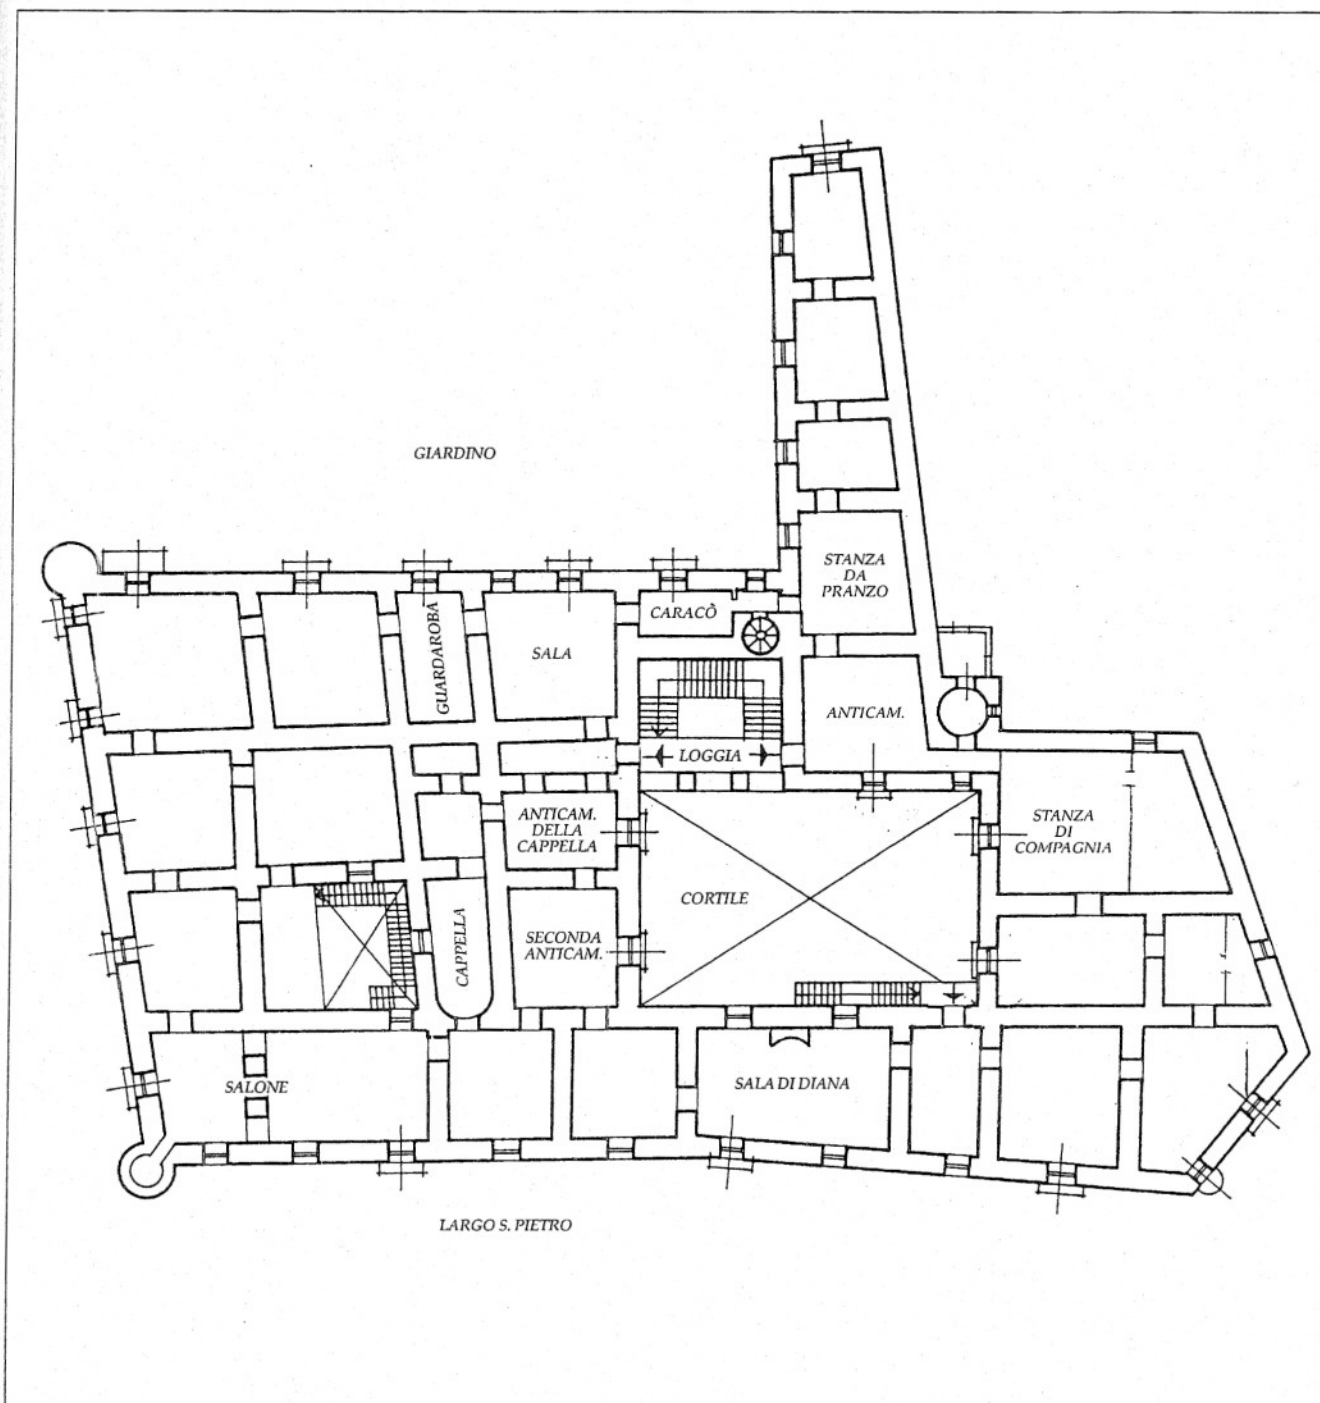 GIARDINO
STANZA
DA
PRANZO
CARACÒ
GUARDAROBA
SALA
ANTICAM.
LOGGIA
ANTICAM.
DELLA
CAPPELLA
STANZA
DI
COMPAGNIA
CORTILE
CAPPELLA
SECONDA
ANTICAM.
SALONE
SALA DI DIANA
LARGO S. PIETRO